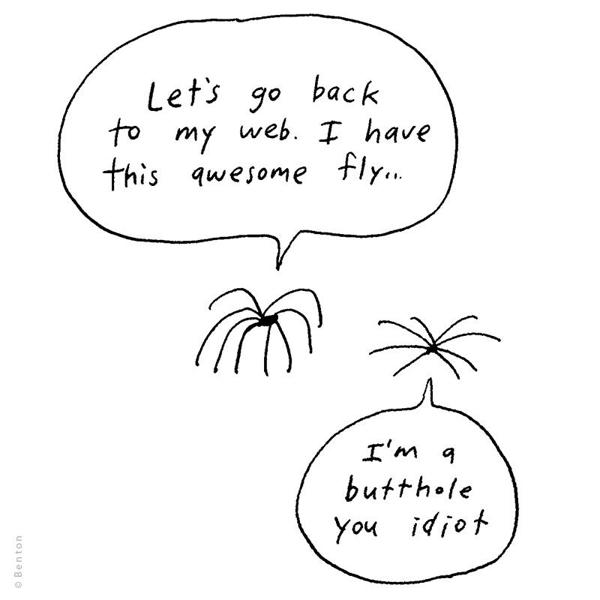 Let's go back
to my web. I have
this awesome fly...
I'm a
butthole
you idiot
© Benton